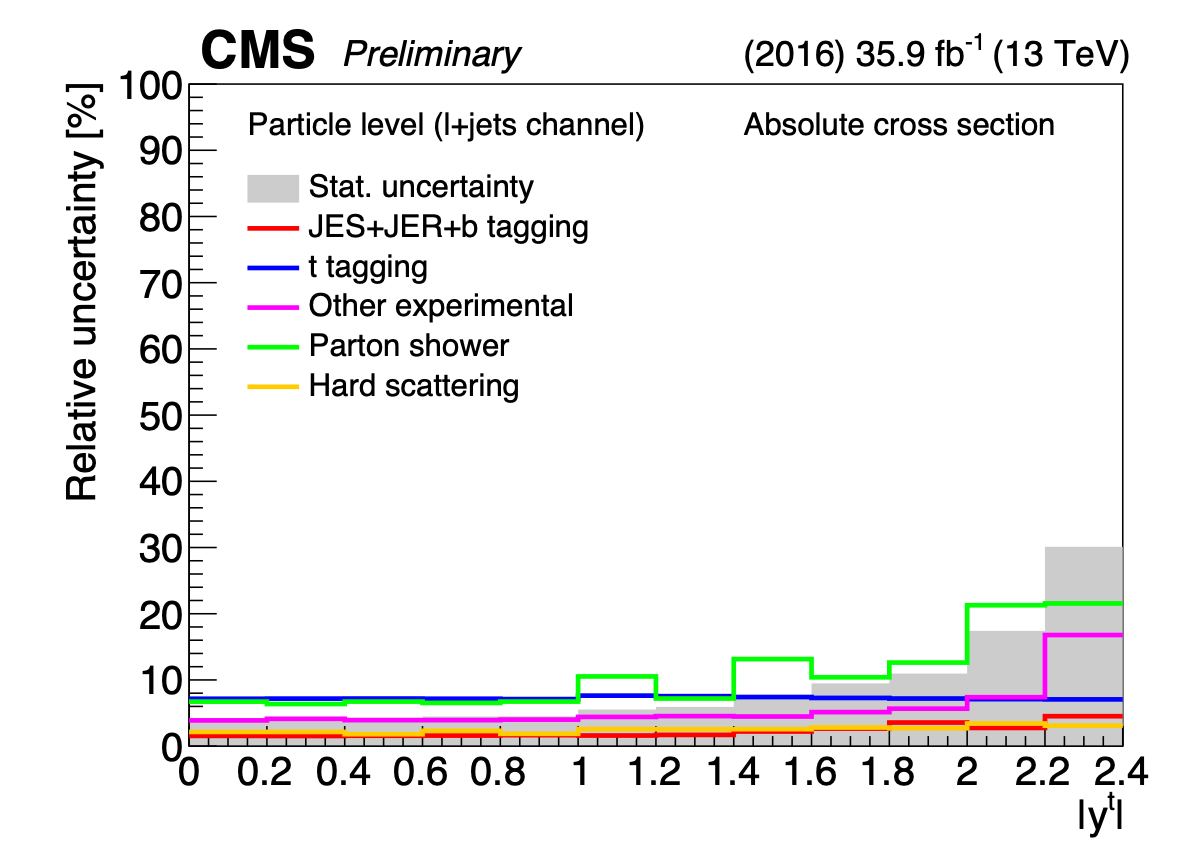 CMS Preliminary (2016) 35.9 fb⁻¹ (13 TeV)
Relative uncertainty [%]
100
90
80
70
60
50
40
30
20
10
0
Particle level (l+jets channel) Absolute cross section
Stat. uncertainty
JES+JER+b tagging
t tagging
Other experimental
Parton shower
Hard scattering
0 0.2 0.4 0.6 0.8 1 1.2 1.4 1.6 1.8 2 2.2 2.4
|yᵗ|